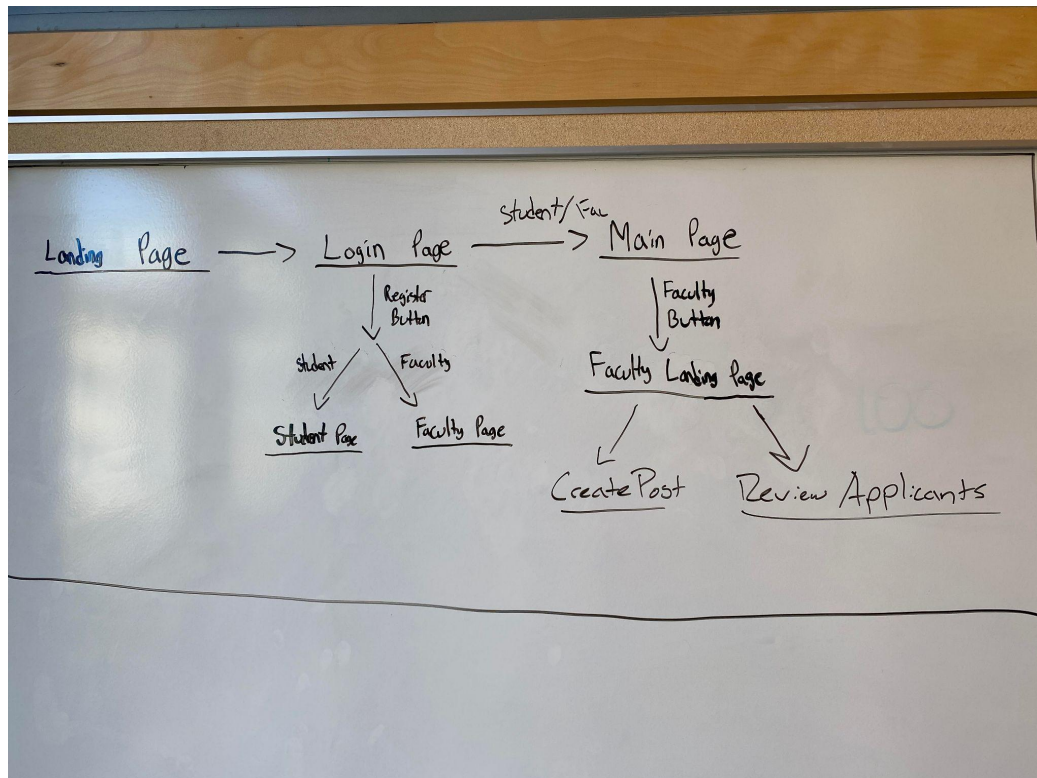 Student/Fac
Landing Page
Login Page
Main Page
Register
Button
Faculty
Button
Student
Faculty
Faculty Landing Page
Student Page
Faculty Page
Create Post
Review Applicants